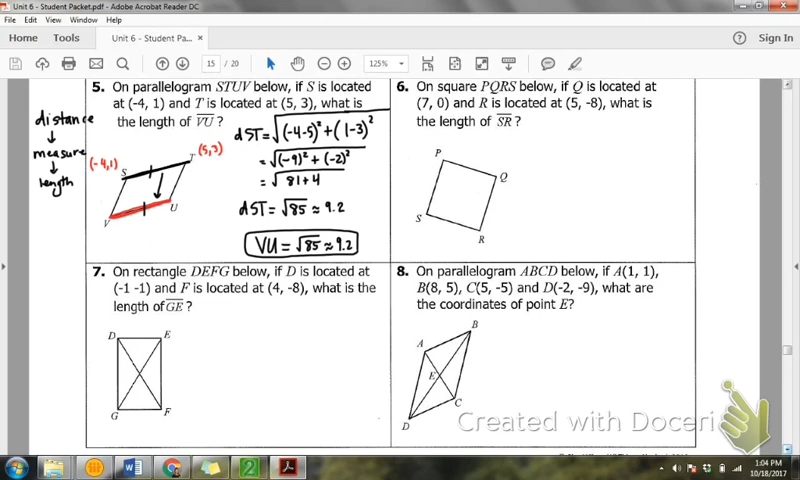 Unit 6 - Student Packet.pdf - Adobe Acrobat Reader DC
File Edit View Window Help
Home Tools Unit 6 - Student Pa... × Sign In
15 / 20 125%
5. On parallelogram STUV below, if S is located
at (-4, 1) and T is located at (5, 3), what is
the length of VU?
distance
measure
length
(-4,1)
(5,3)
S
T
V
U
dST = √(-4-5)² + (1-3)²
= √(-9)² + (-2)²
= √81+4
dST = √85 ≈ 9.2
VU = √85 ≈ 9.2
6. On square PQRS below, if Q is located at
(7, 0) and R is located at (5, -8), what is
the length of SR?
P
Q
S
R
7. On rectangle DEFG below, if D is located at
(-1 -1) and F is located at (4, -8), what is the
length of GE?
D
E
G
F
8. On parallelogram ABCD below, if A(1, 1),
B(8, 5), C(5, -5) and D(-2, -9), what are
the coordinates of point E?
B
A
E
C
D
Created with Doceri
1:04 PM
10/18/2017